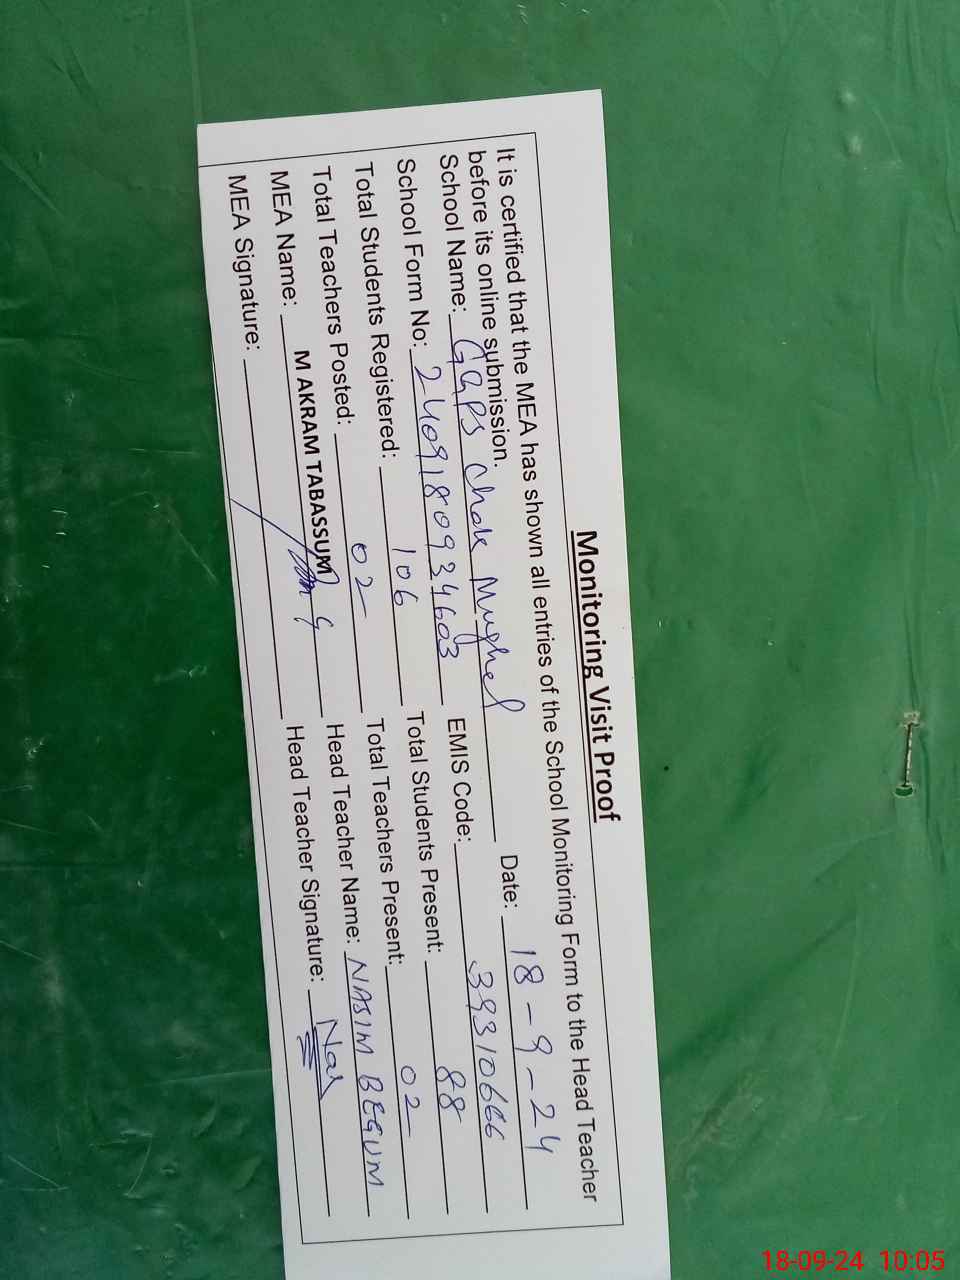 Monitoring Visit Proof
It is certified that the MEA has shown all entries of the School Monitoring Form to the Head Teacher
before its online submission.
School Name: GGPS Chak Mughal Date: 18-9-24
School Form No: 2409180934603 EMIS Code: 39310666
Total Students Registered: 106 Total Students Present: 88
Total Teachers Posted: 02 Total Teachers Present: 02
MEA Name: M AKRAM TABASSUM Head Teacher Name: NASIM BEGUM
MEA Signature: Head Teacher Signature:
18-09-24 10:05